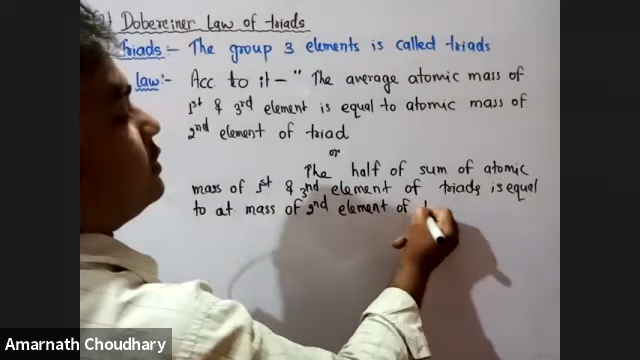 Dobereiner Law of triads
Triads:- The group 3 elements is called triads
Law:- Acc to it - "The average atomic mass of
1st & 3rd element is equal to atomic mass of
2nd element of triad
or
The half of sum of atomic
mass of 1st & 3nd element of triads is equal
to at mass of 2nd element of t
Amarnath Choudhary